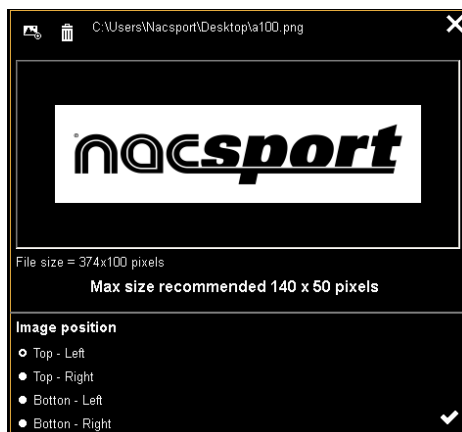 C:\Users\Nacsport\Desktop\a100.png
nacsport
File size = 374x100 pixels
Max size recommended 140 x 50 pixels
Image position
Top - Left
Top - Right
Botton - Left
Botton - Right